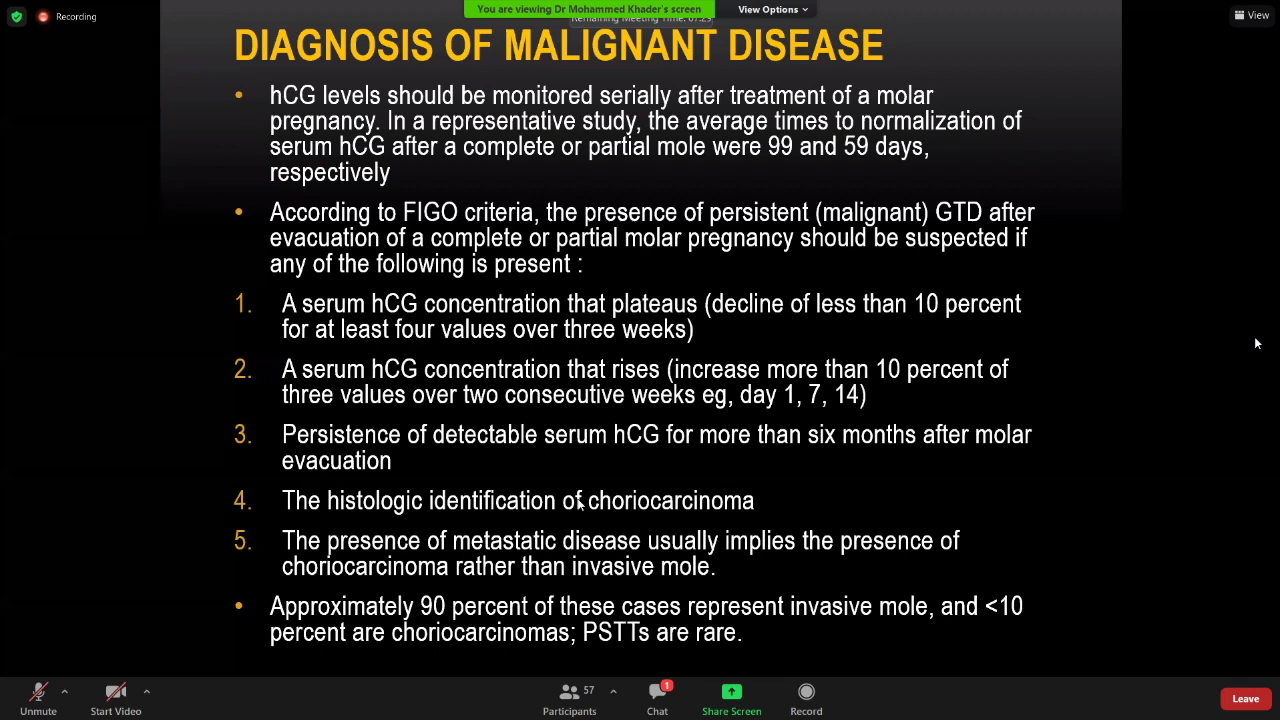 Recording
You are viewing Dr Mohammed Khader's screen
View Options
Remaining Meeting Time: 07:29
View
DIAGNOSIS OF MALIGNANT DISEASE
• hCG levels should be monitored serially after treatment of a molar
pregnancy. In a representative study, the average times to normalization of
serum hCG after a complete or partial mole were 99 and 59 days,
respectively
• According to FIGO criteria, the presence of persistent (malignant) GTD after
evacuation of a complete or partial molar pregnancy should be suspected if
any of the following is present :
1. A serum hCG concentration that plateaus (decline of less than 10 percent
for at least four values over three weeks)
2. A serum hCG concentration that rises (increase more than 10 percent of
three values over two consecutive weeks eg, day 1, 7, 14)
3. Persistence of detectable serum hCG for more than six months after molar
evacuation
4. The histologic identification of choriocarcinoma
5. The presence of metastatic disease usually implies the presence of
choriocarcinoma rather than invasive mole.
• Approximately 90 percent of these cases represent invasive mole, and <10
percent are choriocarcinomas; PSTTs are rare.
Unmute
Start Video
57
Participants
1
Chat
Share Screen
Record
Leave